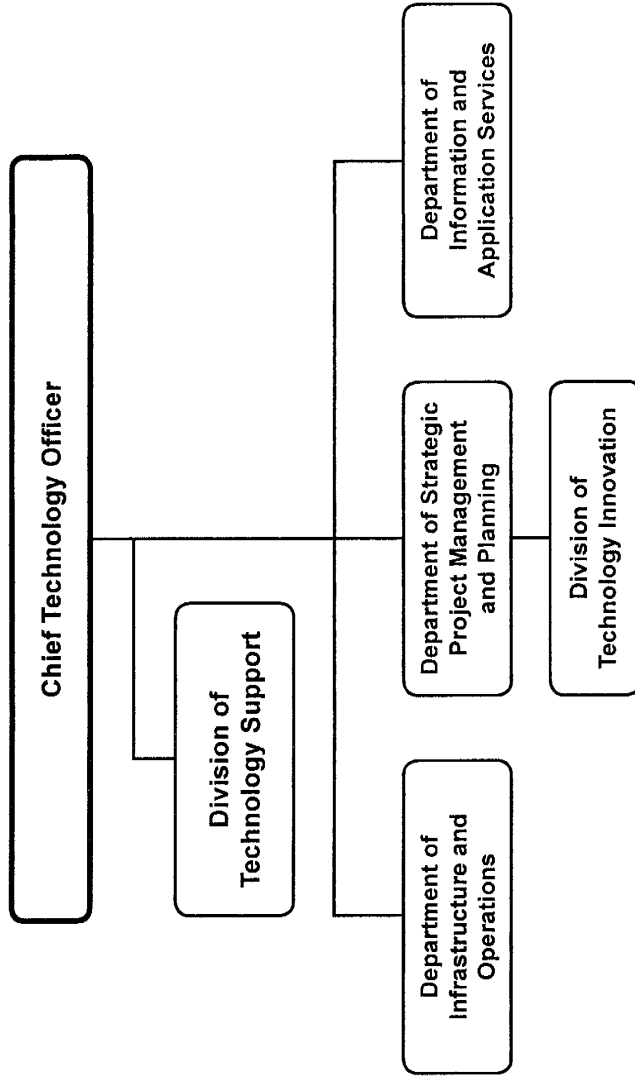 Chief Technology Officer
Division of
Technology Support
Department of
Infrastructure and
Operations
Department of Strategic
Project Management
and Planning
Department of
Information and
Application Services
Division of
Technology Innovation